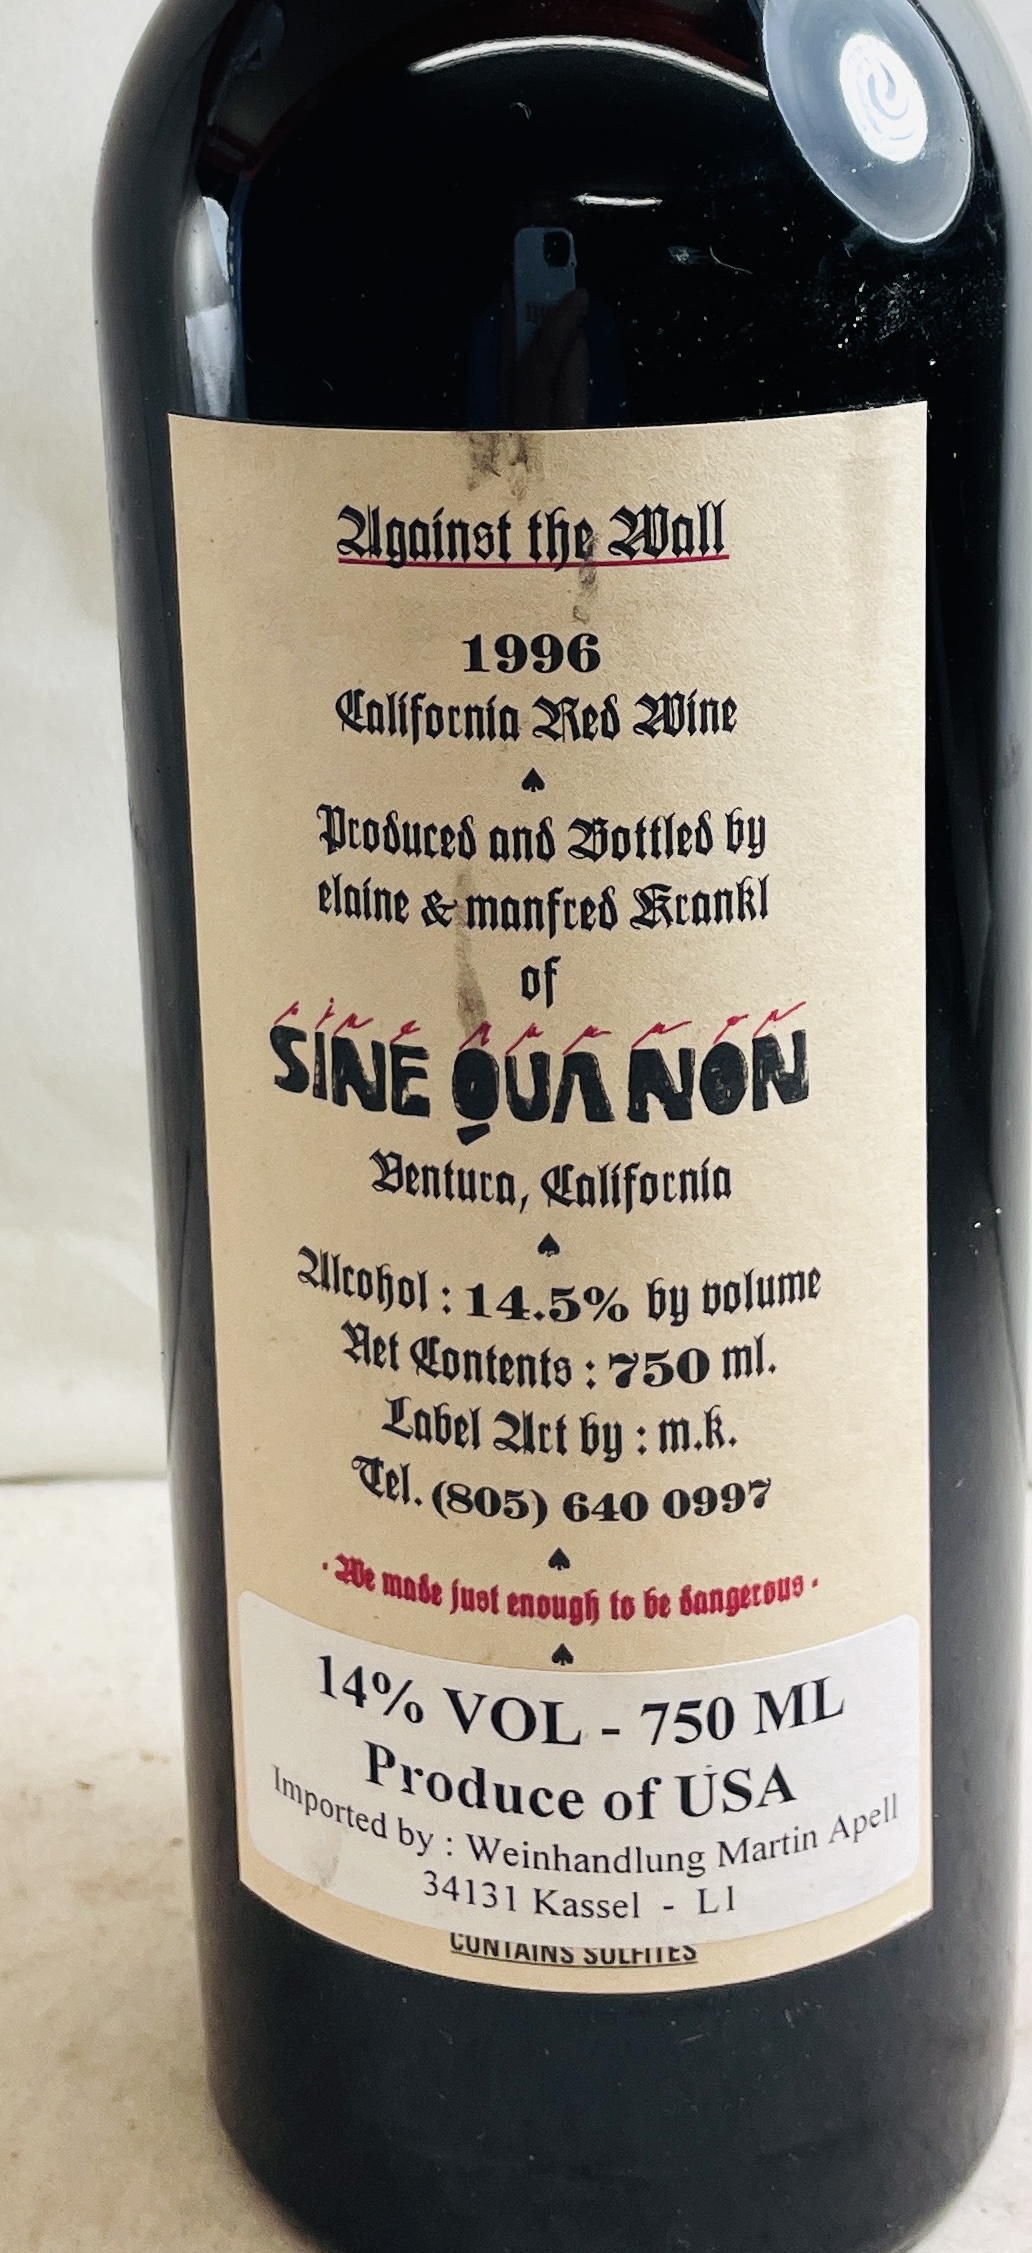 Against the Wall
1996
California Red Wine
Produced and Bottled by
elaine & manfred Krankl
of
SINE QUA NON
Ventura, California
Alcohol : 14.5% by volume
Net Contents : 750 ml.
Label Art by : m.k.
Tel. (805) 640 0997
· We made just enough to be dangerous ·
14% VOL - 750 ML
Produce of USA
Imported by : Weinhandlung Martin Apell
34131 Kassel - L1
CONTAINS SULFITES